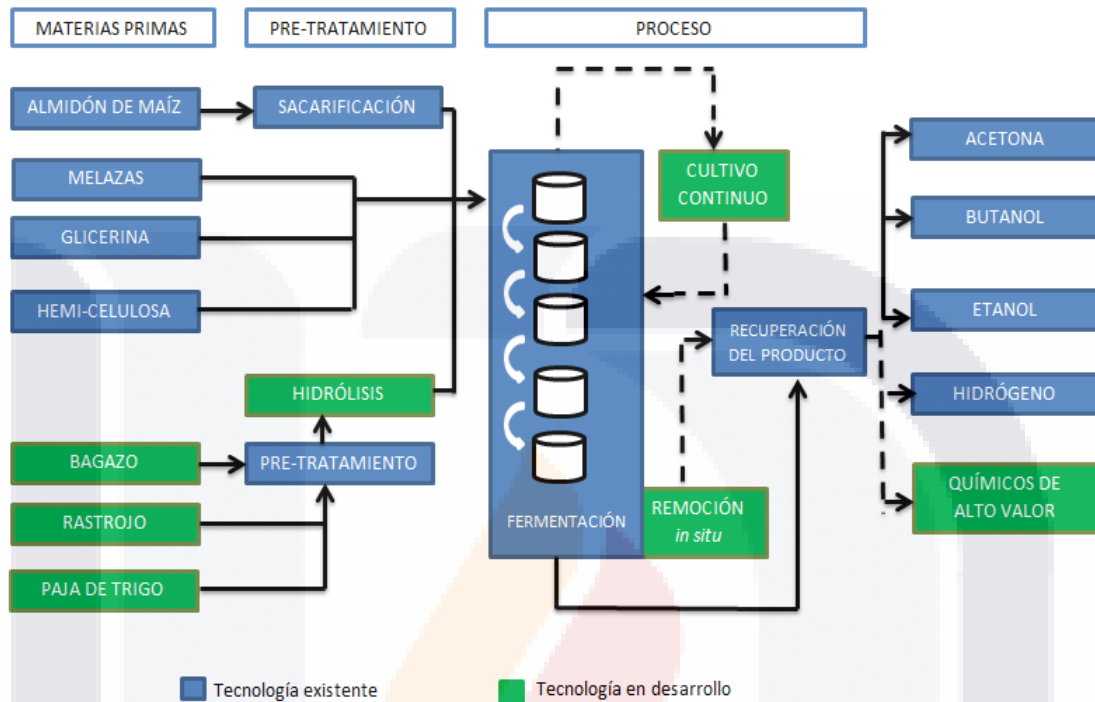 MATERIAS PRIMAS
PRE-TRATAMIENTO
PROCESO
ALMIDÓN DE MAÍZ
SACARIFICACIÓN
MELAZAS
GLICERINA
HEMI-CELULOSA
HIDRÓLISIS
BAGAZO
PRE-TRATAMIENTO
RASTROJO
PAJA DE TRIGO
FERMENTACIÓN
CULTIVO
CONTINUO
REMOCIÓN
in situ
RECUPERACIÓN
DEL PRODUCTO
ACETONA
BUTANOL
ETANOL
HIDRÓGENO
QUÍMICOS DE
ALTO VALOR
Tecnología existente
Tecnología en desarrollo